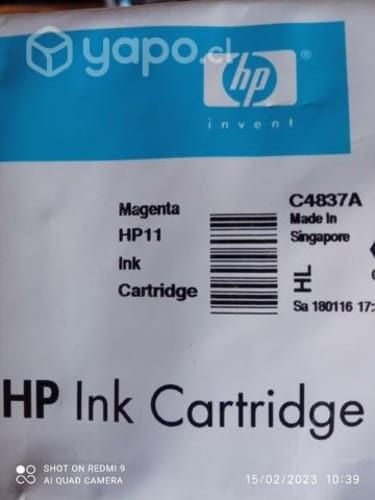 yapo.cl
hp
®
invent
Magenta
HP11
Ink
Cartridge
C4837A
Made In
Singapore
HL
Sa 180116 17:
HP Ink Cartridge
SHOT ON REDMI 9
AI QUAD CAMERA
15/02/2023 10:39